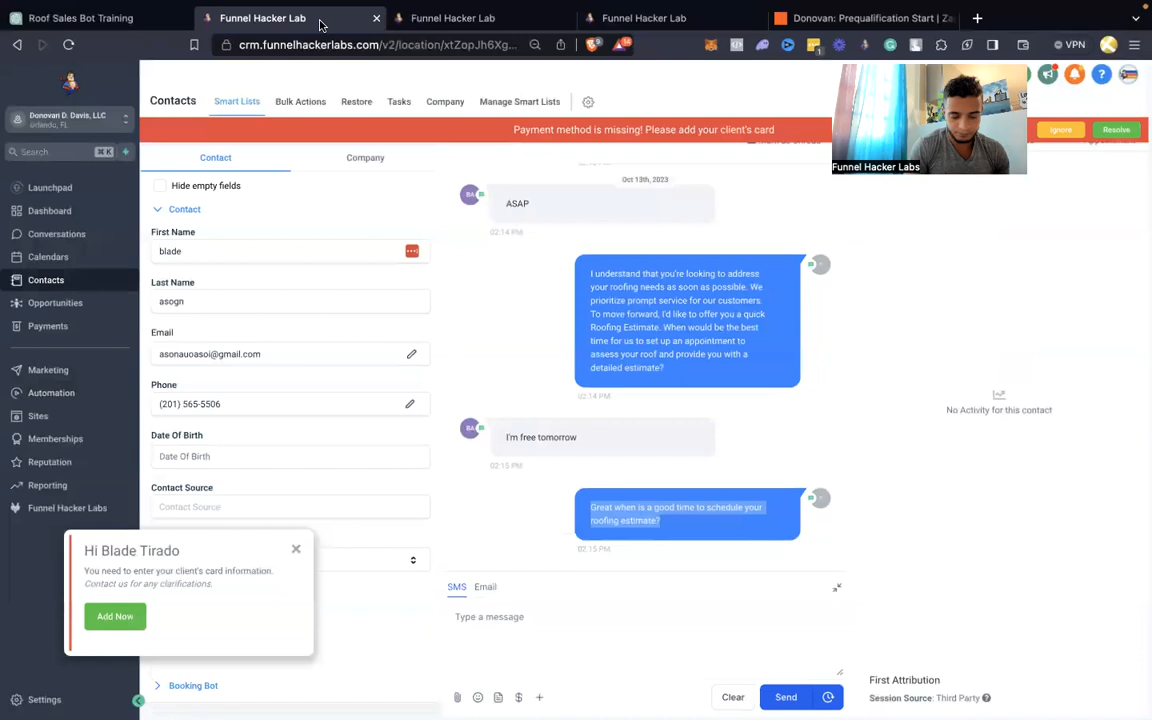 Roof Sales Bot Training
Funnel Hacker Lab
Funnel Hacker Lab
Funnel Hacker Lab
Donovan: Prequalification Start | Za
crm.funnelhackerlabs.com/v2/location/xtZopJh6Xg...
VPN
Donovan D. Davis, LLC
orlando, FL
Search
⌘ K
Launchpad
Dashboard
Conversations
Calendars
Contacts
Opportunities
Payments
Marketing
Automation
Sites
Memberships
Reputation
Reporting
Funnel Hacker Labs
Settings
Contacts
Smart Lists
Bulk Actions
Restore
Tasks
Company
Manage Smart Lists
Payment method is missing! Please add your client's card
Ignore
Resolve
Funnel Hacker Labs
Contact
Company
Hide empty fields
Contact
First Name
blade
Last Name
asogn
Email
asonauoasoi@gmail.com
Phone
(201) 565-5506
Date Of Birth
Date Of Birth
Contact Source
Contact Source
Booking Bot
Hi Blade Tirado
You need to enter your client's card information.
Contact us for any clarifications.
Add Now
Oct 13th, 2023
BA
ASAP
02:14 PM
I understand that you're looking to address
your roofing needs as soon as possible. We
prioritize prompt service for our customers.
To move forward, I'd like to offer you a quick
Roofing Estimate. When would be the best
time for us to set up an appointment to
assess your roof and provide you with a
detailed estimate?
02:14 PM
BA
I'm free tomorrow
02:15 PM
Great when is a good time to schedule your
roofing estimate?
02:15 PM
SMS
Email
Type a message
Clear
Send
No Activity for this contact
First Attribution
Session Source: Third Party